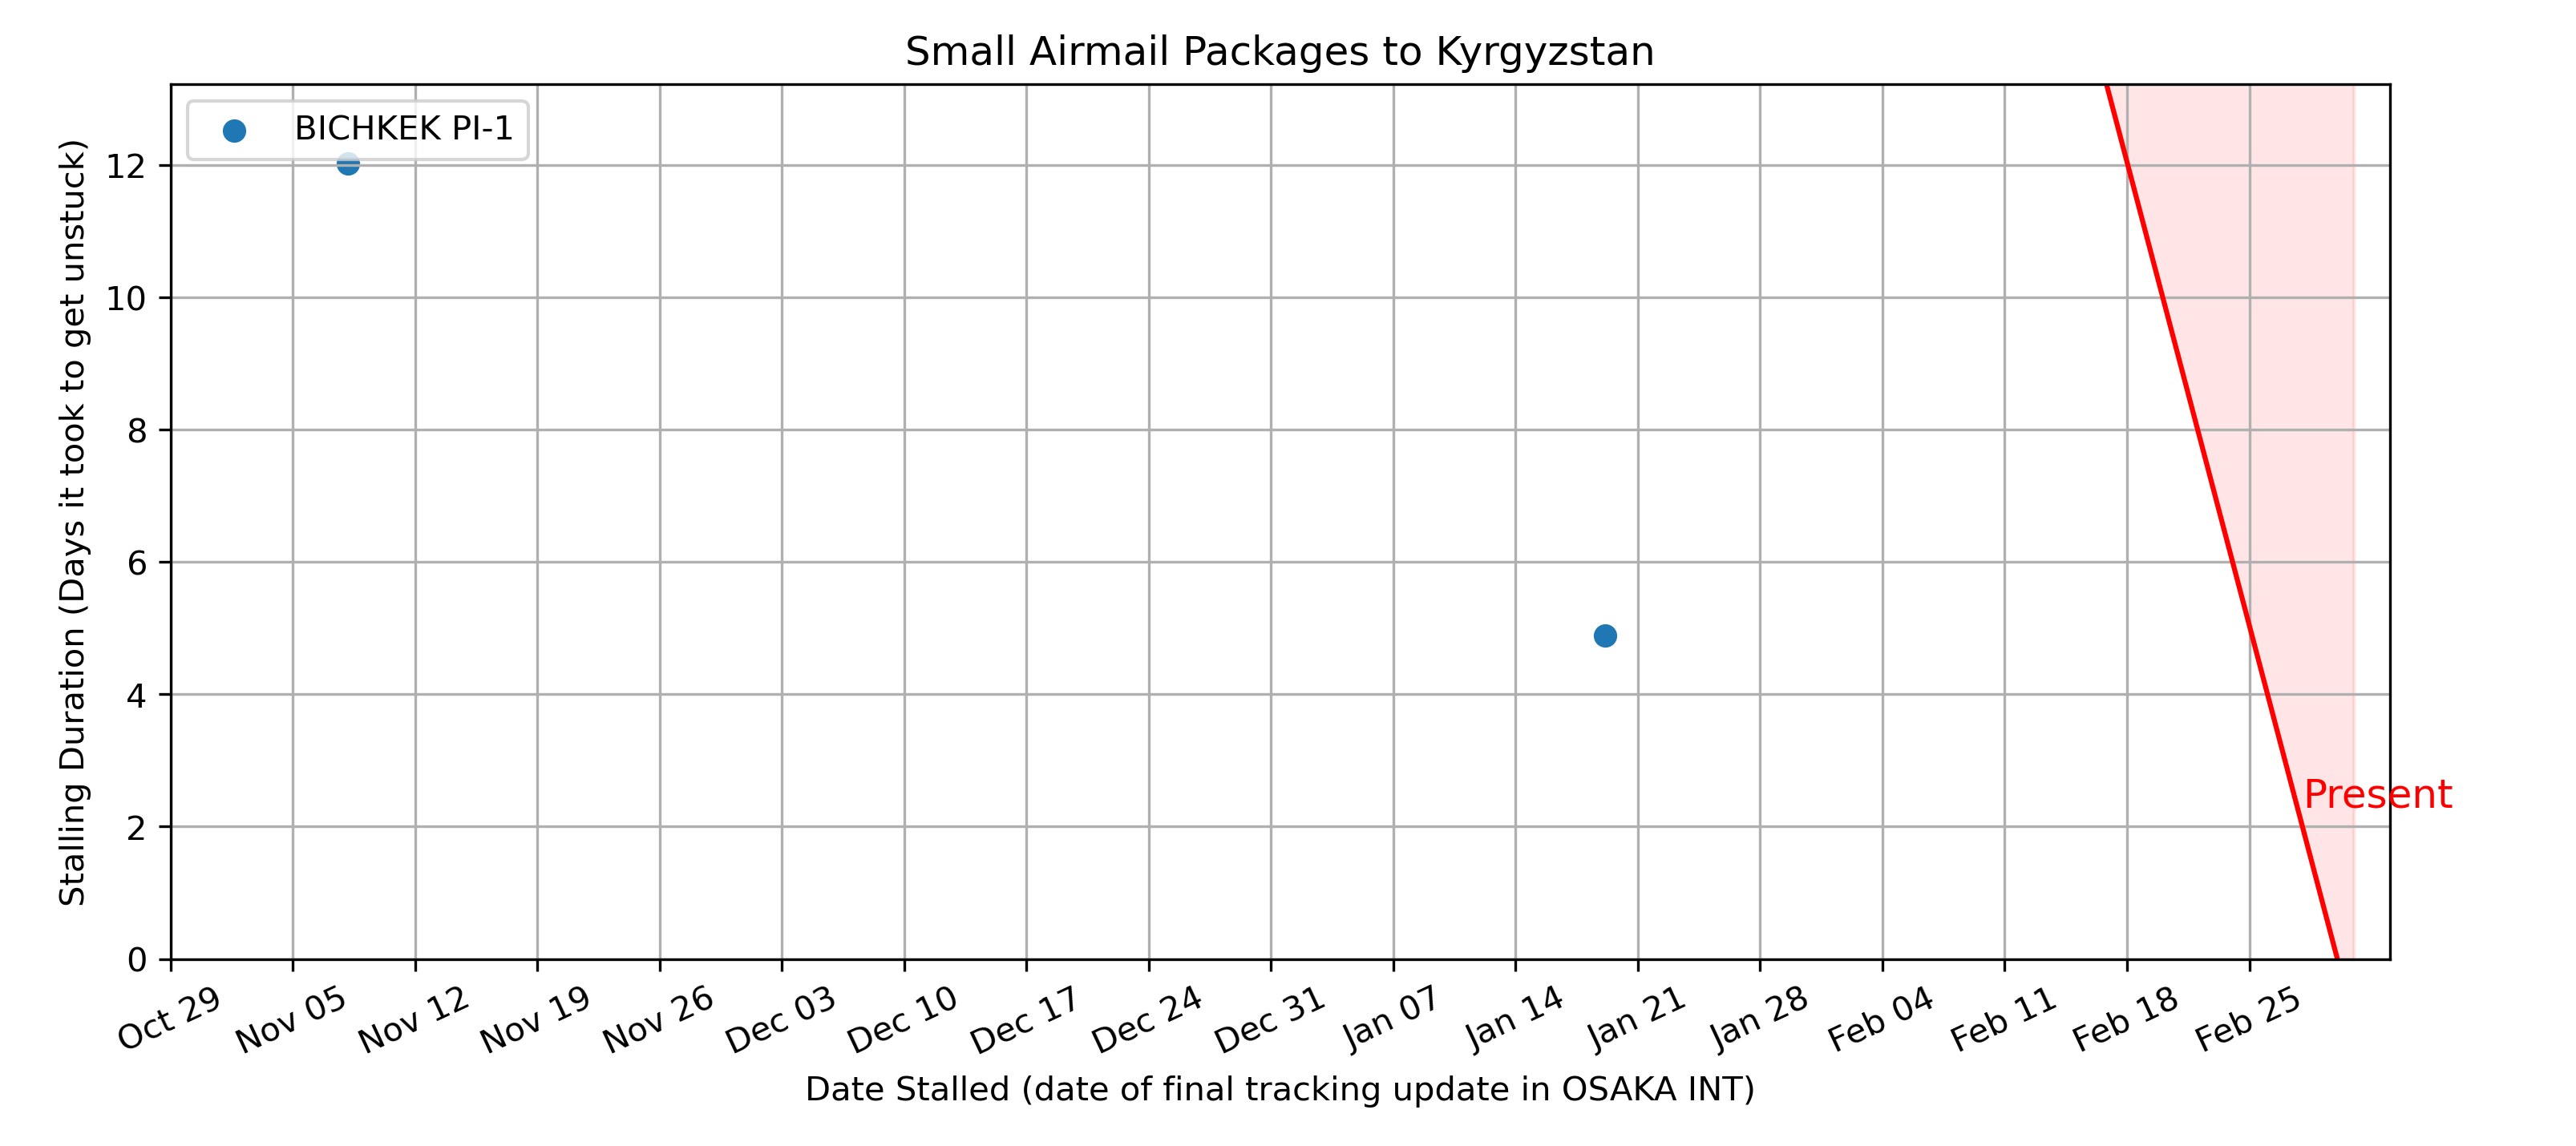 Small Airmail Packages to Kyrgyzstan
BICHKEK PI-1
Stalling Duration (Days it took to get unstuck)
12
10
8
6
4
2
0
Present
Oct 29
Nov 05
Nov 12
Nov 19
Nov 26
Dec 03
Dec 10
Dec 17
Dec 24
Dec 31
Jan 07
Jan 14
Jan 21
Jan 28
Feb 04
Feb 11
Feb 18
Feb 25
Date Stalled (date of final tracking update in OSAKA INT)